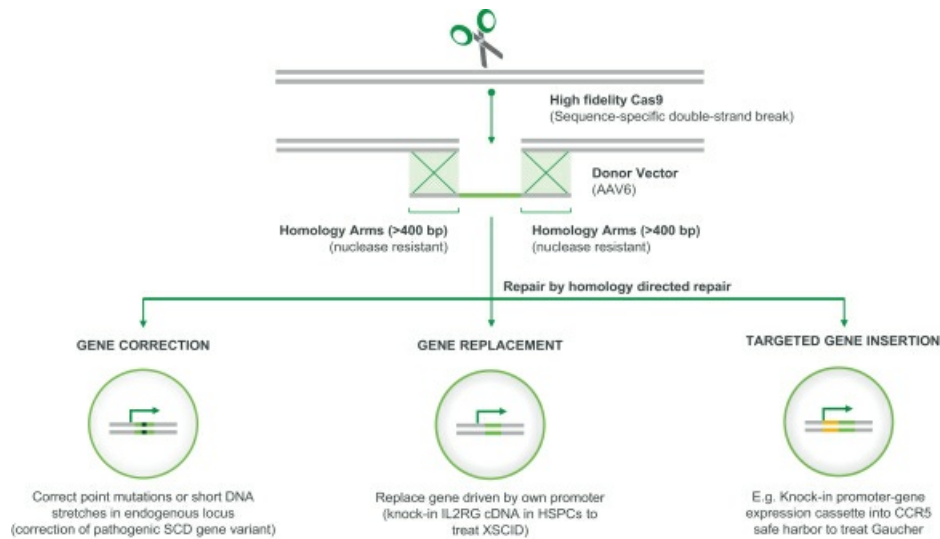 High fidelity Cas9
(Sequence-specific double-strand break)
Donor Vector
(AAV6)
Homology Arms (>400 bp)
(nuclease resistant)
Homology Arms (>400 bp)
(nuclease resistant)
Repair by homology directed repair
GENE CORRECTION
GENE REPLACEMENT
TARGETED GENE INSERTION
Correct point mutations or short DNA
stretches in endogenous locus
(correction of pathogenic SCD gene variant)
Replace gene driven by own promoter
(knock-in IL2RG cDNA in HSPCs to
treat XSCID)
E.g. Knock-in promoter-gene
expression cassette into CCR5
safe harbor to treat Gaucher